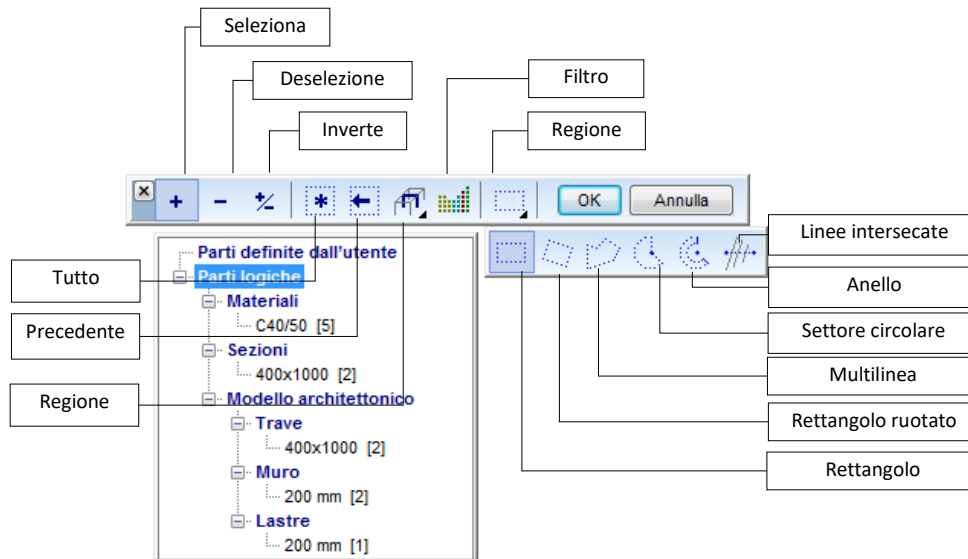 Seleziona
Deselezione
Filtro
Inverte
Regione
OK
Annulla
Tutto
Precedente
Regione
Parti definite dall'utente
Parti logiche
Materiali
C40/50 [5]
Sezioni
400x1000 [2]
Modello architettonico
Trave
400x1000 [2]
Muro
200 mm [2]
Lastre
200 mm [1]
Linee intersecate
Anello
Settore circolare
Multilinea
Rettangolo ruotato
Rettangolo